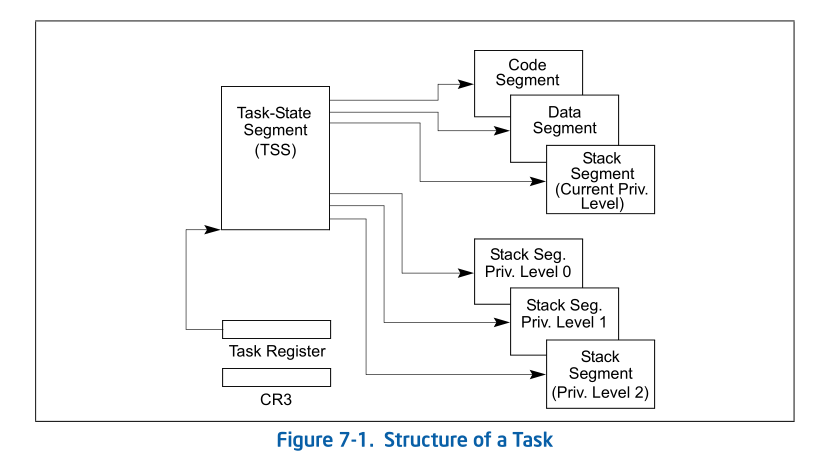 Code
Segment
Task-State
Segment
(TSS)
Data
Segment
Stack
Segment
(Current Priv.
Level)
Stack Seg.
Priv. Level 0
Stack Seg.
Priv. Level 1
Task Register
Stack
Segment
(Priv. Level 2)
CR3
Figure 7-1. Structure of a Task